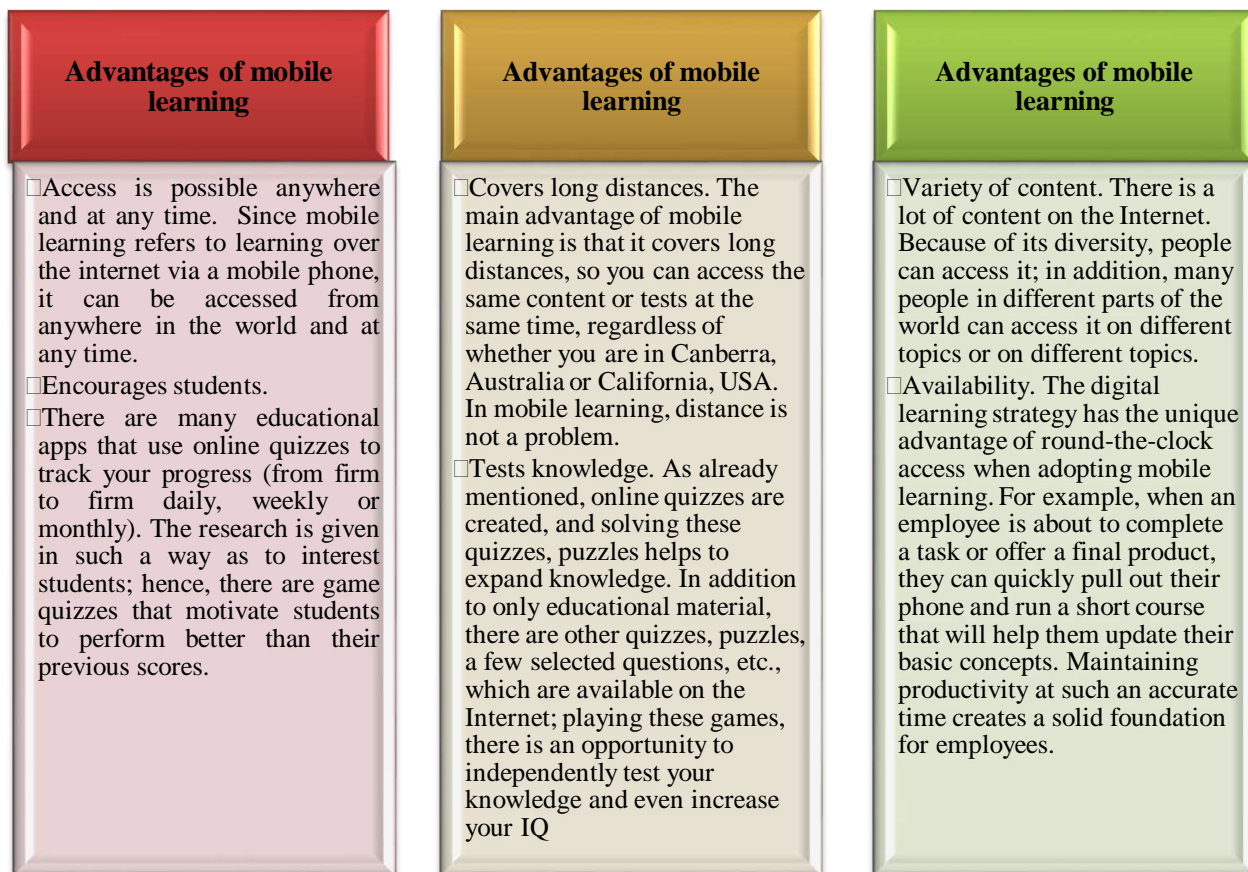 Advantages of mobile
learning
□Access is possible anywhere
and at any time. Since mobile
learning refers to learning over
the internet via a mobile phone,
it can be accessed from
anywhere in the world and at
any time.
□Encourages students.
□There are many educational
apps that use online quizzes to
track your progress (from firm
to firm daily, weekly or
monthly). The research is given
in such a way as to interest
students; hence, there are game
quizzes that motivate students
to perform better than their
previous scores.
Advantages of mobile
learning
□Covers long distances. The
main advantage of mobile
learning is that it covers long
distances, so you can access the
same content or tests at the
same time, regardless of
whether you are in Canberra,
Australia or California, USA.
In mobile learning, distance is
not a problem.
□Tests knowledge. As already
mentioned, online quizzes are
created, and solving these
quizzes, puzzles helps to
expand knowledge. In addition
to only educational material,
there are other quizzes, puzzles,
a few selected questions, etc.,
which are available on the
Internet; playing these games,
there is an opportunity to
independently test your
knowledge and even increase
your IQ
Advantages of mobile
learning
□Variety of content. There is a
lot of content on the Internet.
Because of its diversity, people
can access it; in addition, many
people in different parts of the
world can access it on different
topics or on different topics.
□Availability. The digital
learning strategy has the unique
advantage of round-the-clock
access when adopting mobile
learning. For example, when an
employee is about to complete
a task or offer a final product,
they can quickly pull out their
phone and run a short course
that will help them update their
basic concepts. Maintaining
productivity at such an accurate
time creates a solid foundation
for employees.